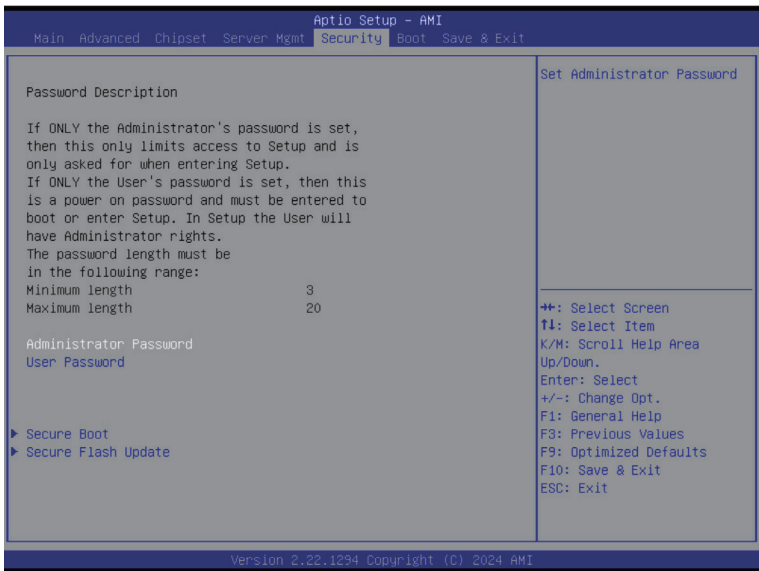 Aptio Setup – AMI
Main Advanced Chipset Server Mgmt Security Boot Save & Exit
Password Description
If ONLY the Administrator's password is set,
then this only limits access to Setup and is
only asked for when entering Setup.
If ONLY the User's password is set, then this
is a power on password and must be entered to
boot or enter Setup. In Setup the User will
have Administrator rights.
The password length must be
in the following range:
Minimum length 3
Maximum length 20
Administrator Password
User Password
Secure Boot
Secure Flash Update
Set Administrator Password
→←: Select Screen
↑↓: Select Item
K/M: Scroll Help Area
Up/Down.
Enter: Select
+/-: Change Opt.
F1: General Help
F3: Previous Values
F9: Optimized Defaults
F10: Save & Exit
ESC: Exit
Version 2.22.1294 Copyright (C) 2024 AMI